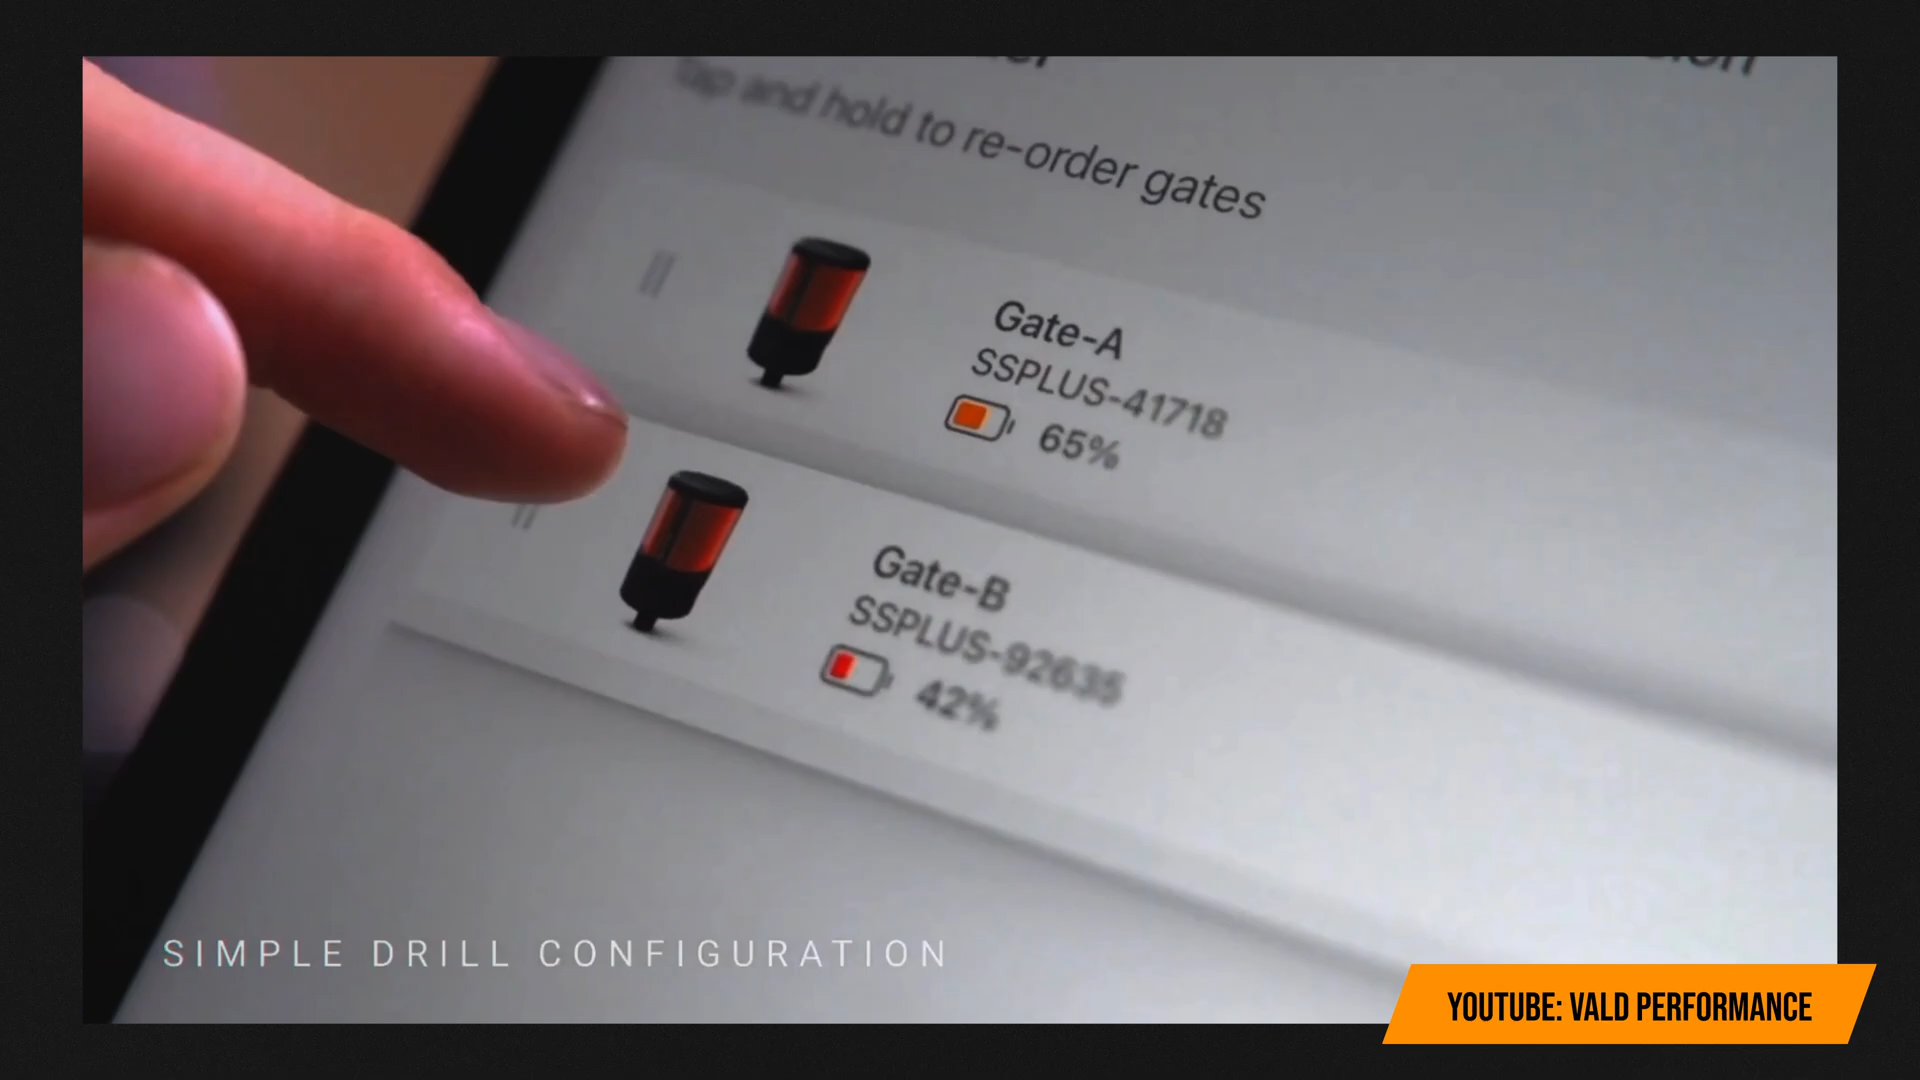 Tap and hold to re-order gates
Gate-A
SSPLUS-41718
65%
Gate-B
SSPLUS-92635
42%
SIMPLE DRILL CONFIGURATION
YOUTUBE: VALD PERFORMANCE